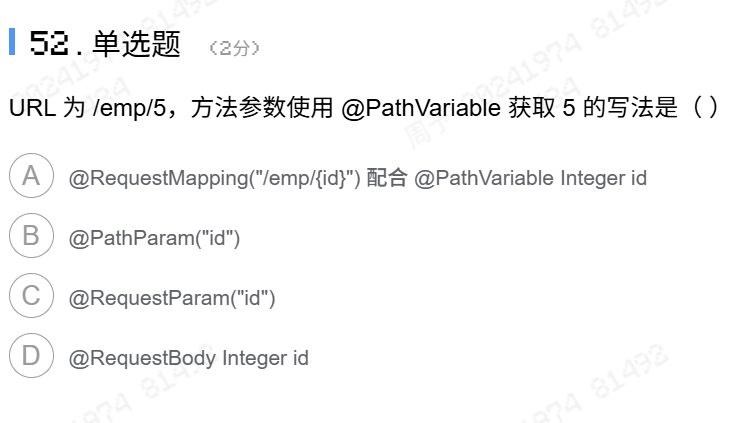 52.单选题 (2分)
URL 为 /emp/5，方法参数使用 @PathVariable 获取 5 的写法是（ ）
A @RequestMapping("/emp/{id}") 配合 @PathVariable Integer id
B @PathParam("id")
C @RequestParam("id")
D @RequestBody Integer id